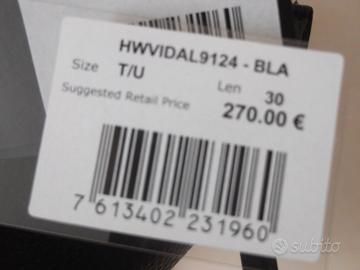 HWVIDAL9124 - BLA
Size T/U Len 30
Suggested Retail Price 270.00 €
7 613402 231960
subito